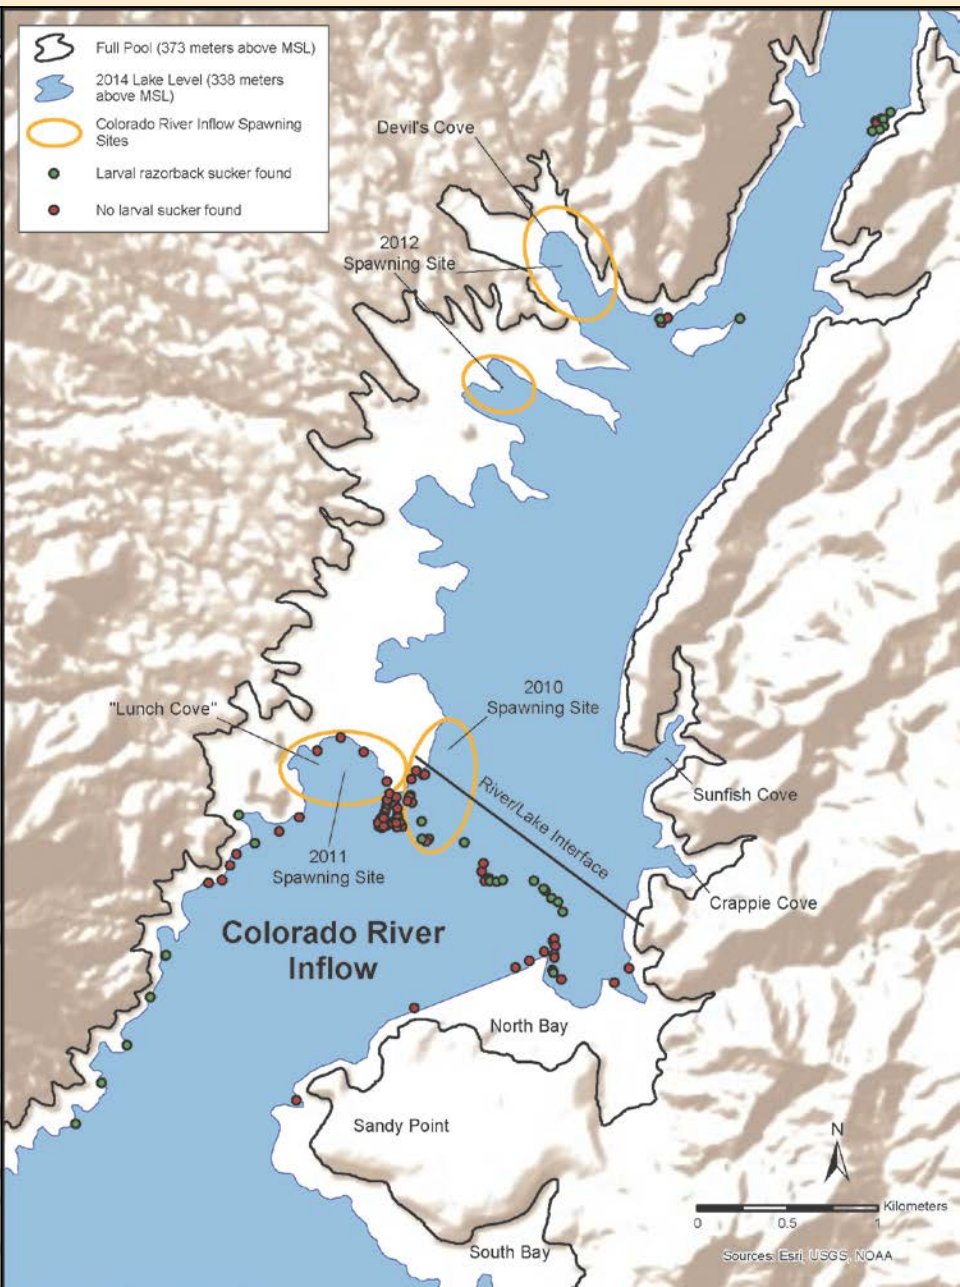 Full Pool (373 meters above MSL)
2014 Lake Level (338 meters
above MSL)
Colorado River Inflow Spawning
Sites
Larval razorback sucker found
No larval sucker found
Devil's Cove
2012
Spawning Site
2010
Spawning Site
"Lunch Cove"
River/Lake Interface
Sunfish Cove
2011
Spawning Site
Crappie Cove
Colorado River
Inflow
North Bay
Sandy Point
N
Kilometers
0 0.5 1
South Bay
Sources: Esri, USGS, NOAA